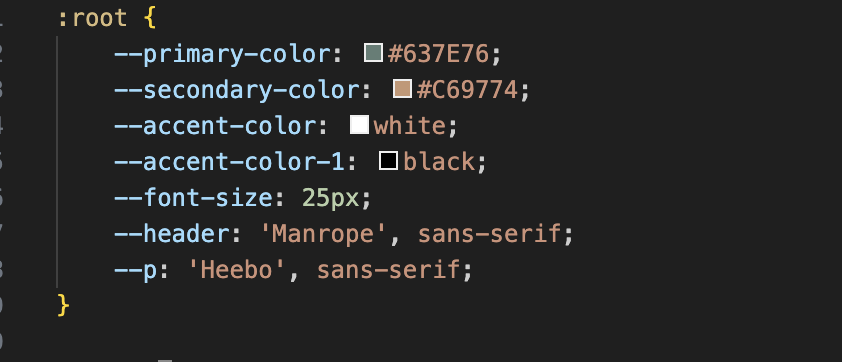 :root {
--primary-color: #637E76;
--secondary-color: #C69774;
--accent-color: white;
--accent-color-1: black;
--font-size: 25px;
--header: 'Manrope', sans-serif;
--p: 'Heebo', sans-serif;
}